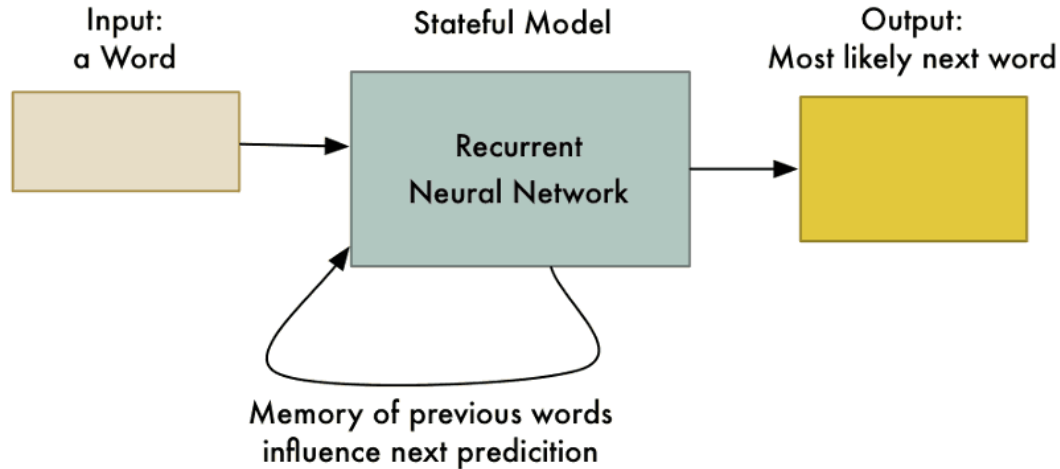 Input:
a Word
Stateful Model
Output:
Most likely next word
Recurrent
Neural Network
Memory of previous words
influence next predicition